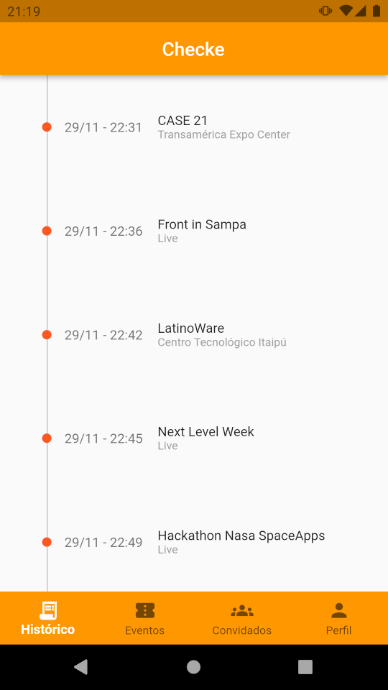 21:19
Checke
29/11 - 22:31
CASE 21
Transamérica Expo Center
29/11 - 22:36
Front in Sampa
Live
29/11 - 22:42
LatinoWare
Centro Tecnológico Itaipú
29/11 - 22:45
Next Level Week
Live
29/11 - 22:49
Hackathon Nasa SpaceApps
Live
Histórico
Eventos
Convidados
Perfil